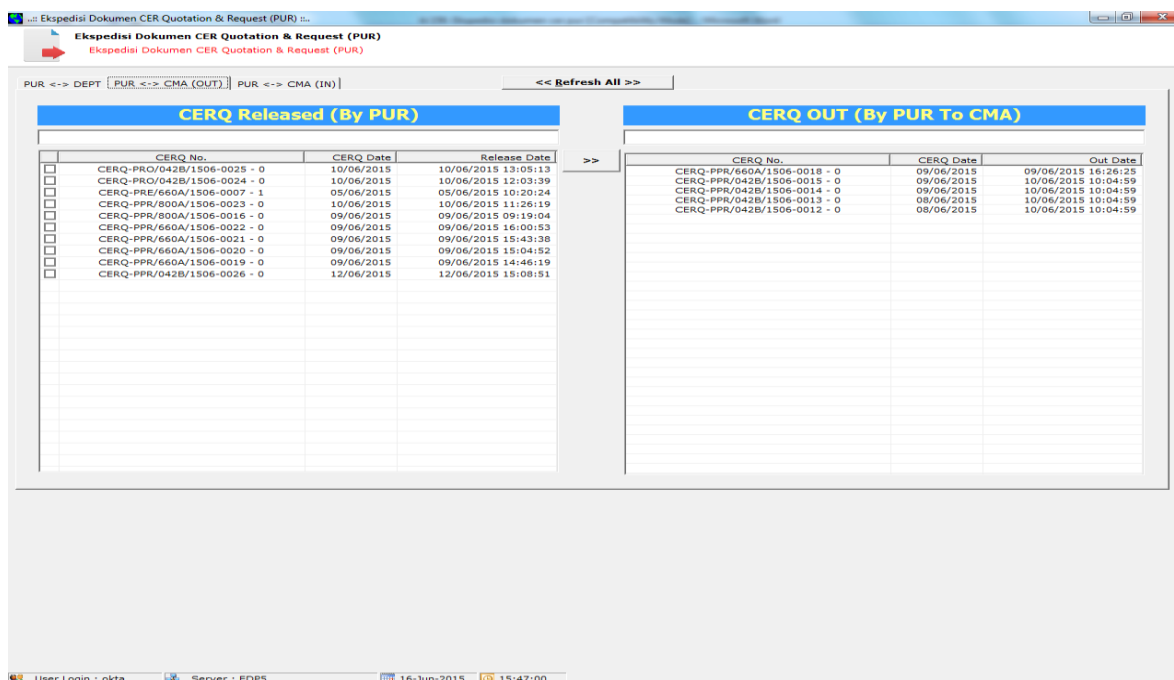 ..:: Ekspedisi Dokumen CER Quotation & Request (PUR) ::..
Ekspedisi Dokumen CER Quotation & Request (PUR)
Ekspedisi Dokumen CER Quotation & Request (PUR)
PUR <-> DEPT PUR <-> CMA (OUT) PUR <-> CMA (IN)
<< Refresh All >>
CERQ Released (By PUR)
CERQ No. CERQ Date Release Date
CERQ-PRO/042B/1506-0025 - 0 10/06/2015 10/06/2015 13:05:13
CERQ-PRO/042B/1506-0024 - 0 10/06/2015 10/06/2015 12:03:39
CERQ-PRE/660A/1506-0007 - 1 05/06/2015 05/06/2015 10:20:24
CERQ-PPR/800A/1506-0023 - 0 10/06/2015 10/06/2015 11:26:19
CERQ-PPR/800A/1506-0016 - 0 09/06/2015 09/06/2015 09:19:04
CERQ-PPR/660A/1506-0022 - 0 09/06/2015 09/06/2015 16:00:53
CERQ-PPR/660A/1506-0021 - 0 09/06/2015 09/06/2015 15:43:38
CERQ-PPR/660A/1506-0020 - 0 09/06/2015 09/06/2015 15:04:52
CERQ-PPR/660A/1506-0019 - 0 09/06/2015 09/06/2015 14:46:19
CERQ-PPR/042B/1506-0026 - 0 12/06/2015 12/06/2015 15:08:51
>>
CERQ OUT (By PUR To CMA)
CERQ No. CERQ Date Out Date
CERQ-PPR/660A/1506-0018 - 0 09/06/2015 09/06/2015 16:26:25
CERQ-PPR/042B/1506-0015 - 0 09/06/2015 10/06/2015 10:04:59
CERQ-PPR/042B/1506-0014 - 0 09/06/2015 10/06/2015 10:04:59
CERQ-PPR/042B/1506-0013 - 0 08/06/2015 10/06/2015 10:04:59
CERQ-PPR/042B/1506-0012 - 0 08/06/2015 10/06/2015 10:04:59
User Login : okta Server : EDP5 16-Jun-2015 15:47:00